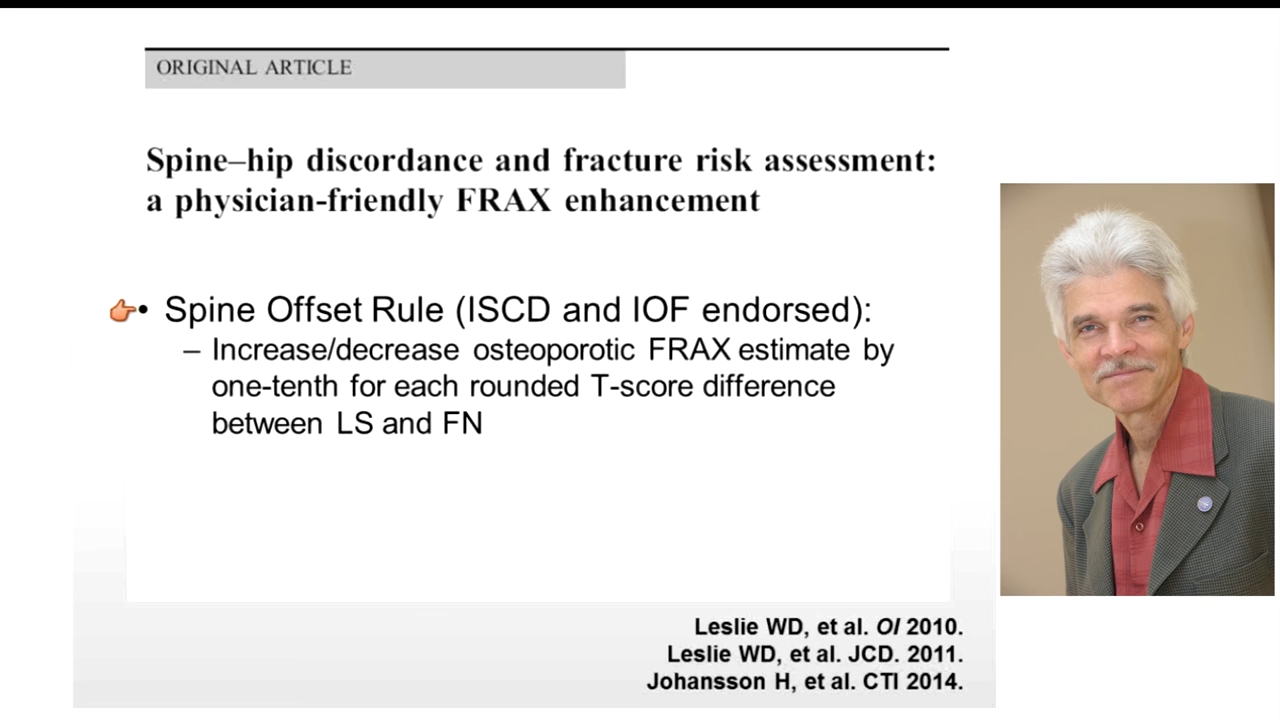 ORIGINAL ARTICLE
Spine–hip discordance and fracture risk assessment:
a physician-friendly FRAX enhancement
• Spine Offset Rule (ISCD and IOF endorsed):
– Increase/decrease osteoporotic FRAX estimate by
one-tenth for each rounded T-score difference
between LS and FN
Leslie WD, et al. OI 2010.
Leslie WD, et al. JCD. 2011.
Johansson H, et al. CTI 2014.